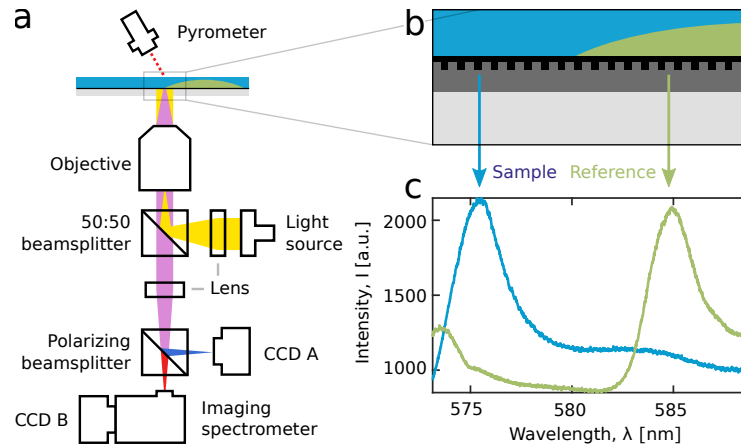 a
Pyrometer
Objective
50:50
beamsplitter
Light
source
Lens
Polarizing
beamsplitter
CCD A
CCD B
Imaging
spectrometer
b
Sample
Reference
c
Intensity, I [a.u.]
2000
1500
1000
575
580
585
Wavelength, λ [nm]